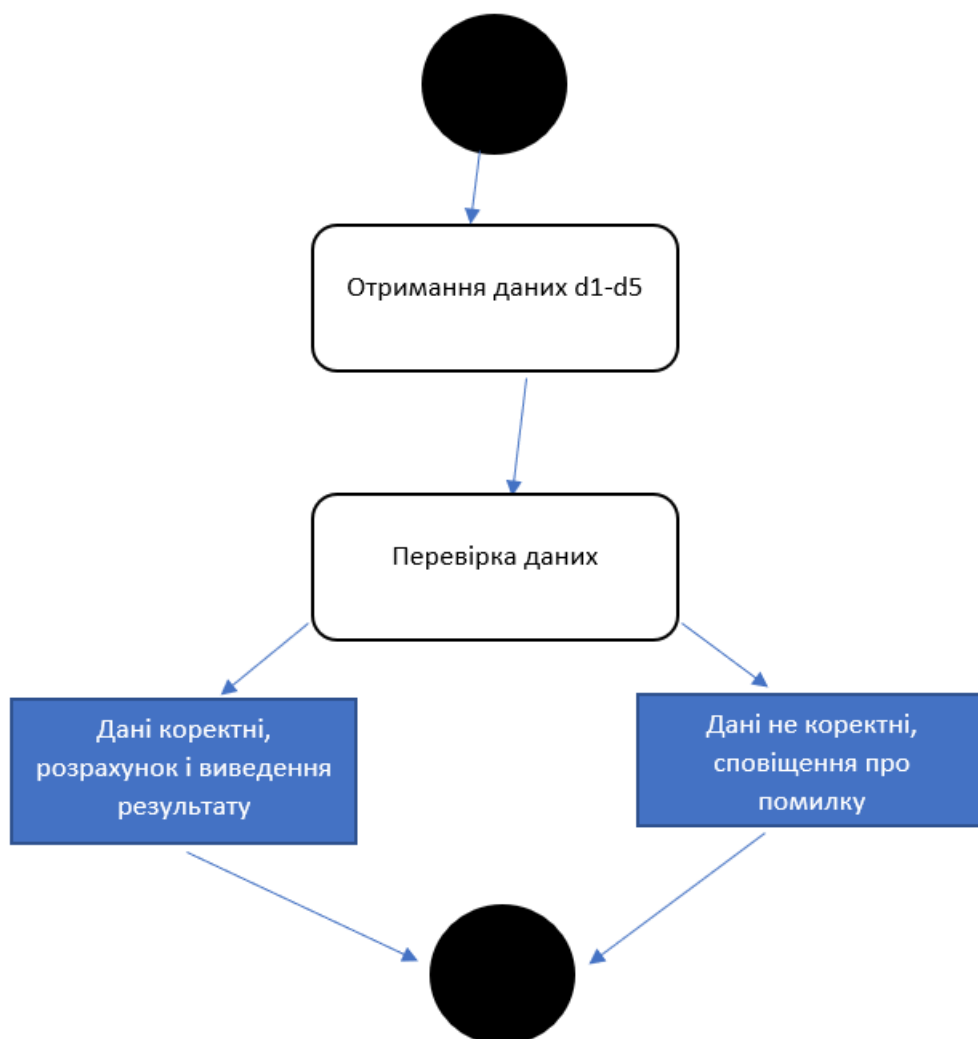 Отримання даних d1-d5
Перевірка даних
Дані коректні,
розрахунок і виведення
результату
Дані не коректні,
сповіщення про
помилку